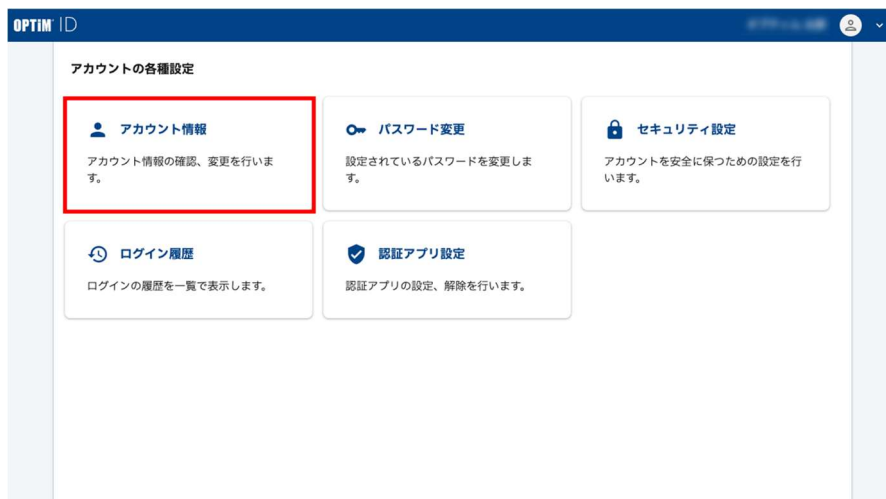 OPTiM ID
アカウントの各種設定
アカウント情報
アカウント情報の確認、変更を行いま
す。
パスワード変更
設定されているパスワードを変更しま
す。
セキュリティ設定
アカウントを安全に保つための設定を行
います。
ログイン履歴
ログインの履歴を一覧で表示します。
認証アプリ設定
認証アプリの設定、解除を行います。